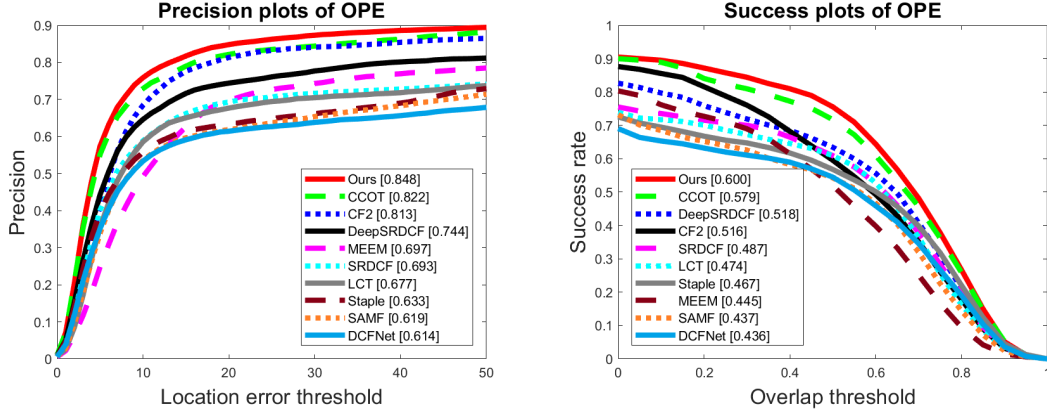 Precision plots of OPE
0.9
0.8
0.7
0.6
0.5
0.4
0.3
0.2
0.1
0
Precision
Ours [0.848]
CCOT [0.822]
CF2 [0.813]
DeepSRDCF [0.744]
MEEM [0.697]
SRDCF [0.693]
LCT [0.677]
Staple [0.633]
SAMF [0.619]
DCFNet [0.614]
0 10 20 30 40 50
Location error threshold
Success plots of OPE
1
0.9
0.8
0.7
0.6
0.5
0.4
0.3
0.2
0.1
0
Success rate
Ours [0.600]
CCOT [0.579]
DeepSRDCF [0.518]
CF2 [0.516]
SRDCF [0.487]
LCT [0.474]
Staple [0.467]
MEEM [0.445]
SAMF [0.437]
DCFNet [0.436]
0 0.2 0.4 0.6 0.8 1
Overlap threshold